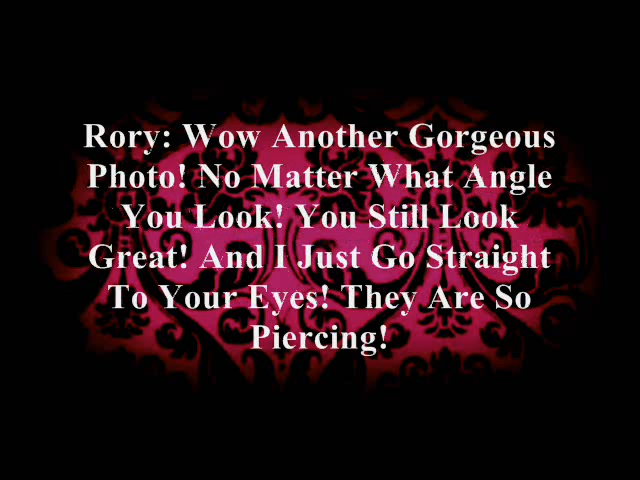 Rory: Wow Another Gorgeous
Photo! No Matter What Angle
You Look! You Still Look
Great! And I Just Go Straight
To Your Eyes! They Are So
Piercing!